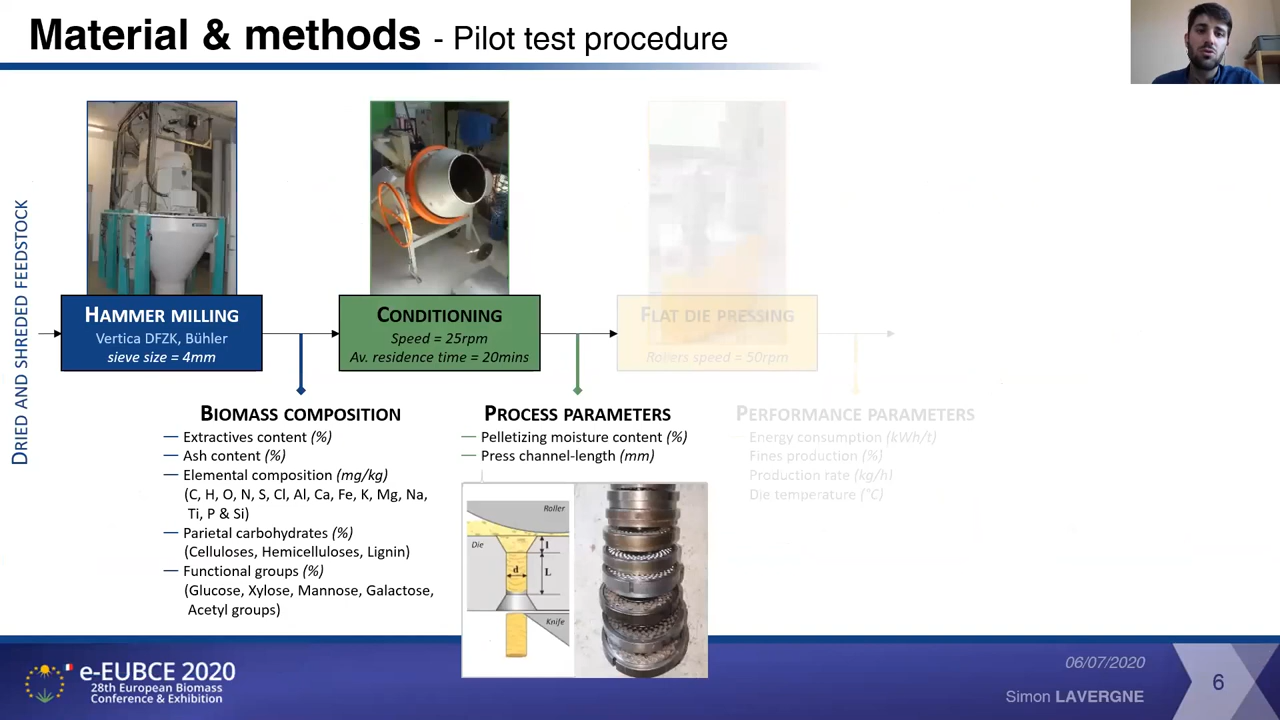 Material & methods - Pilot test procedure
DRIED AND SHREDED FEEDSTOCK
HAMMER MILLING
Vertica DFZK, Bühler
sieve size = 4mm
CONDITIONING
Speed = 25rpm
Av. residence time = 20mins
FLAT DIE PRESSING
Rollers speed = 50rpm
BIOMASS COMPOSITION
— Extractives content (%)
— Ash content (%)
— Elemental composition (mg/kg)
(C, H, O, N, S, Cl, Al, Ca, Fe, K, Mg, Na,
Ti, P & Si)
— Parietal carbohydrates (%)
(Celluloses, Hemicelluloses, Lignin)
— Functional groups (%)
(Glucose, Xylose, Mannose, Galactose,
Acetyl groups)
PROCESS PARAMETERS
— Pelletizing moisture content (%)
— Press channel-length (mm)
Roller
Die
l
d
L
Knife
PERFORMANCE PARAMETERS
Energy consumption (kWh/t)
Fines production (%)
Production rate (kg/h)
Die temperature (°C)
e-EUBCE 2020
28th European Biomass
Conference & Exhibition
06/07/2020
Simon LAVERGNE
6